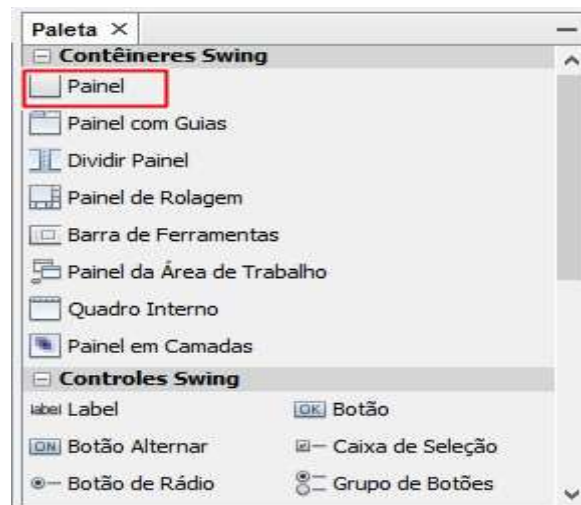 Paleta
Contêineres Swing
Painel
Painel com Guias
Dividir Painel
Painel de Rolagem
Barra de Ferramentas
Painel da Área de Trabalho
Quadro Interno
Painel em Camadas
Controles Swing
label Label OK Botão
ON Botão Alternar Caixa de Seleção
Botão de Rádio Grupo de Botões